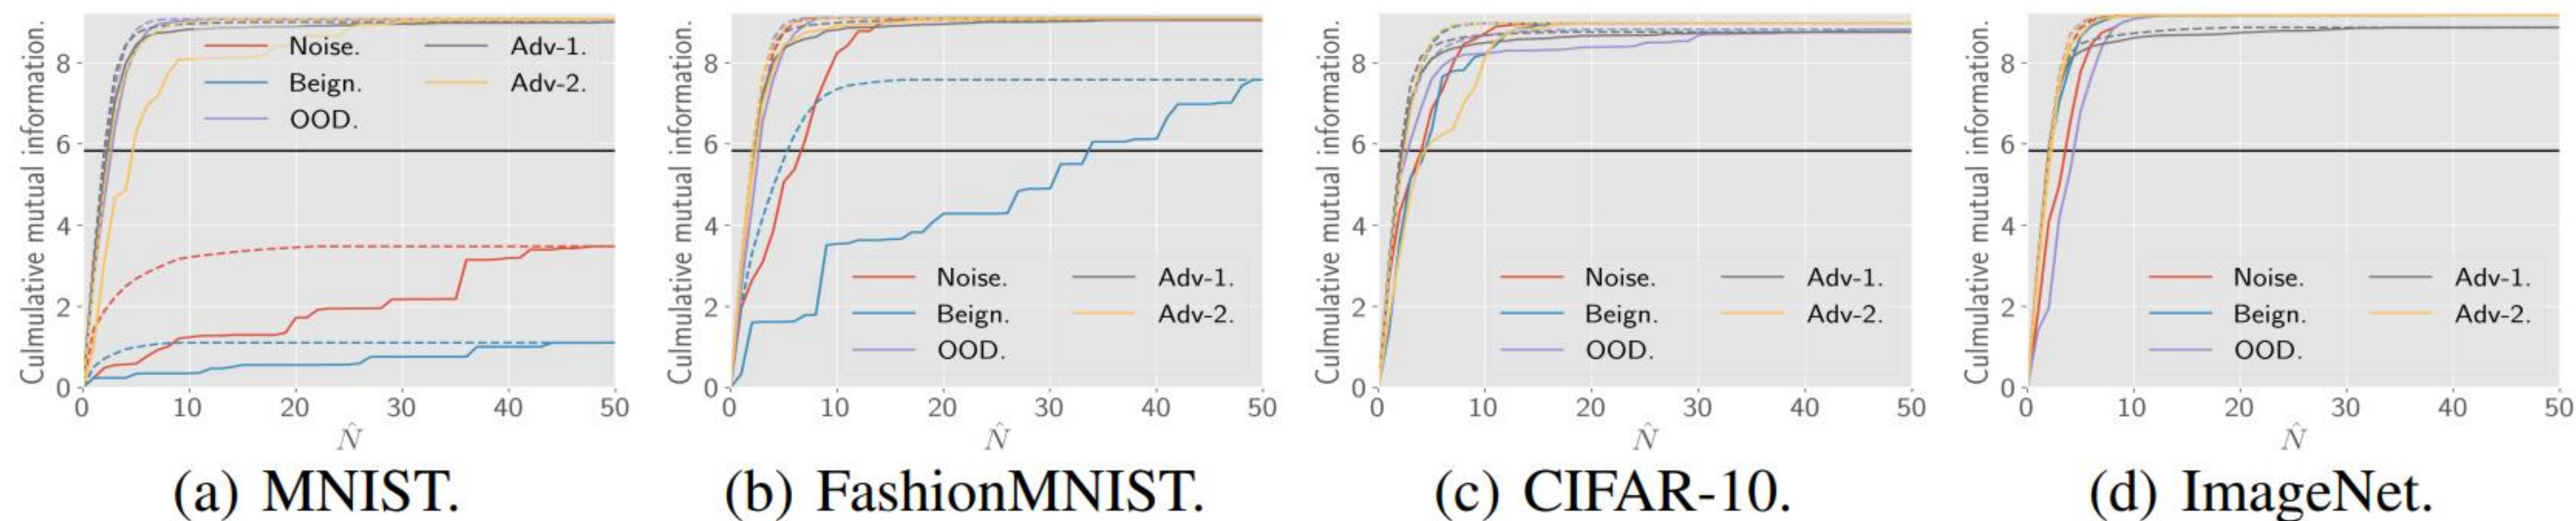 Culmulative mutual information.
8
6
4
2
0
0 10 20 30 40 50
N̂
Noise. Adv-1.
Beign. Adv-2.
OOD.
(a) MNIST.
Culmulative mutual information.
8
6
4
2
0
0 10 20 30 40 50
N̂
Noise. Adv-1.
Beign. Adv-2.
OOD.
(b) FashionMNIST.
Culmulative mutual information.
8
6
4
2
0
0 10 20 30 40 50
N̂
Noise. Adv-1.
Beign. Adv-2.
OOD.
(c) CIFAR-10.
Culmulative mutual information.
8
6
4
2
0
0 10 20 30 40 50
N̂
Noise. Adv-1.
Beign. Adv-2.
OOD.
(d) ImageNet.